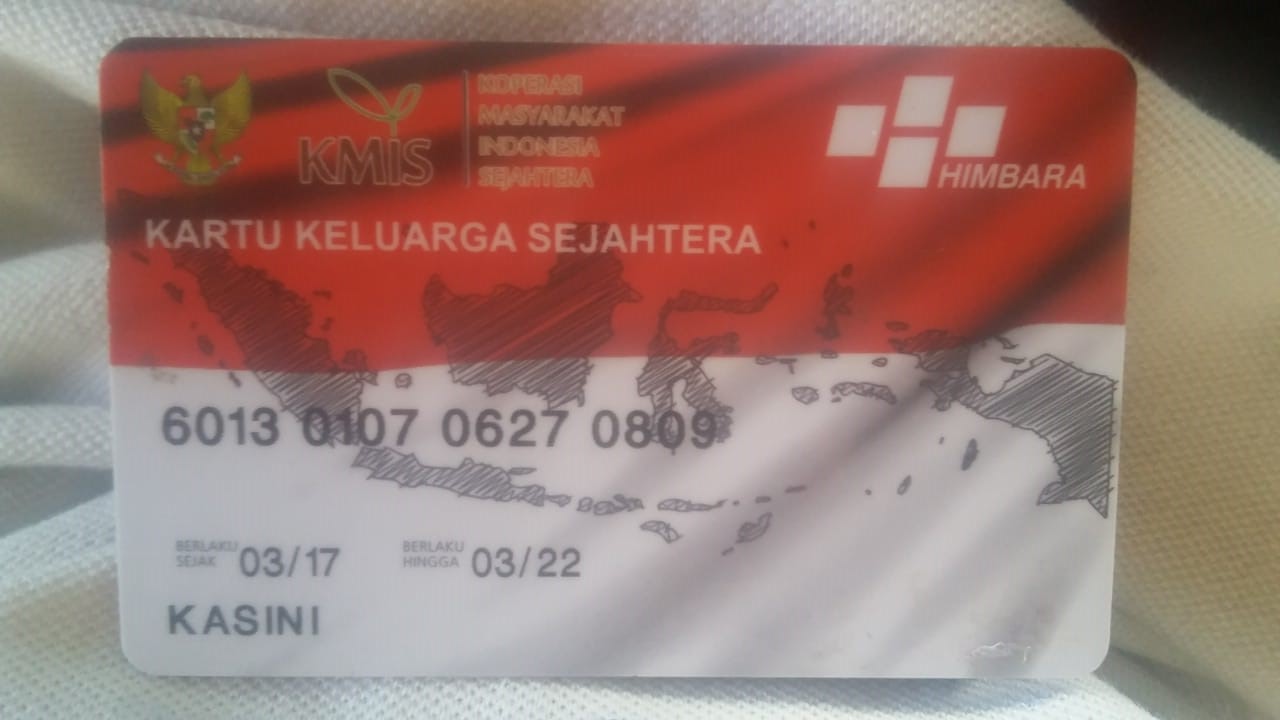 KMIS
KOPERASI
MASYARAKAT
INDONESIA
SEJAHTERA
HIMBARA
KARTU KELUARGA SEJAHTERA
6013 0107 0627 0809
BERLAKU SEJAK 03/17
BERLAKU HINGGA 03/22
KASINI